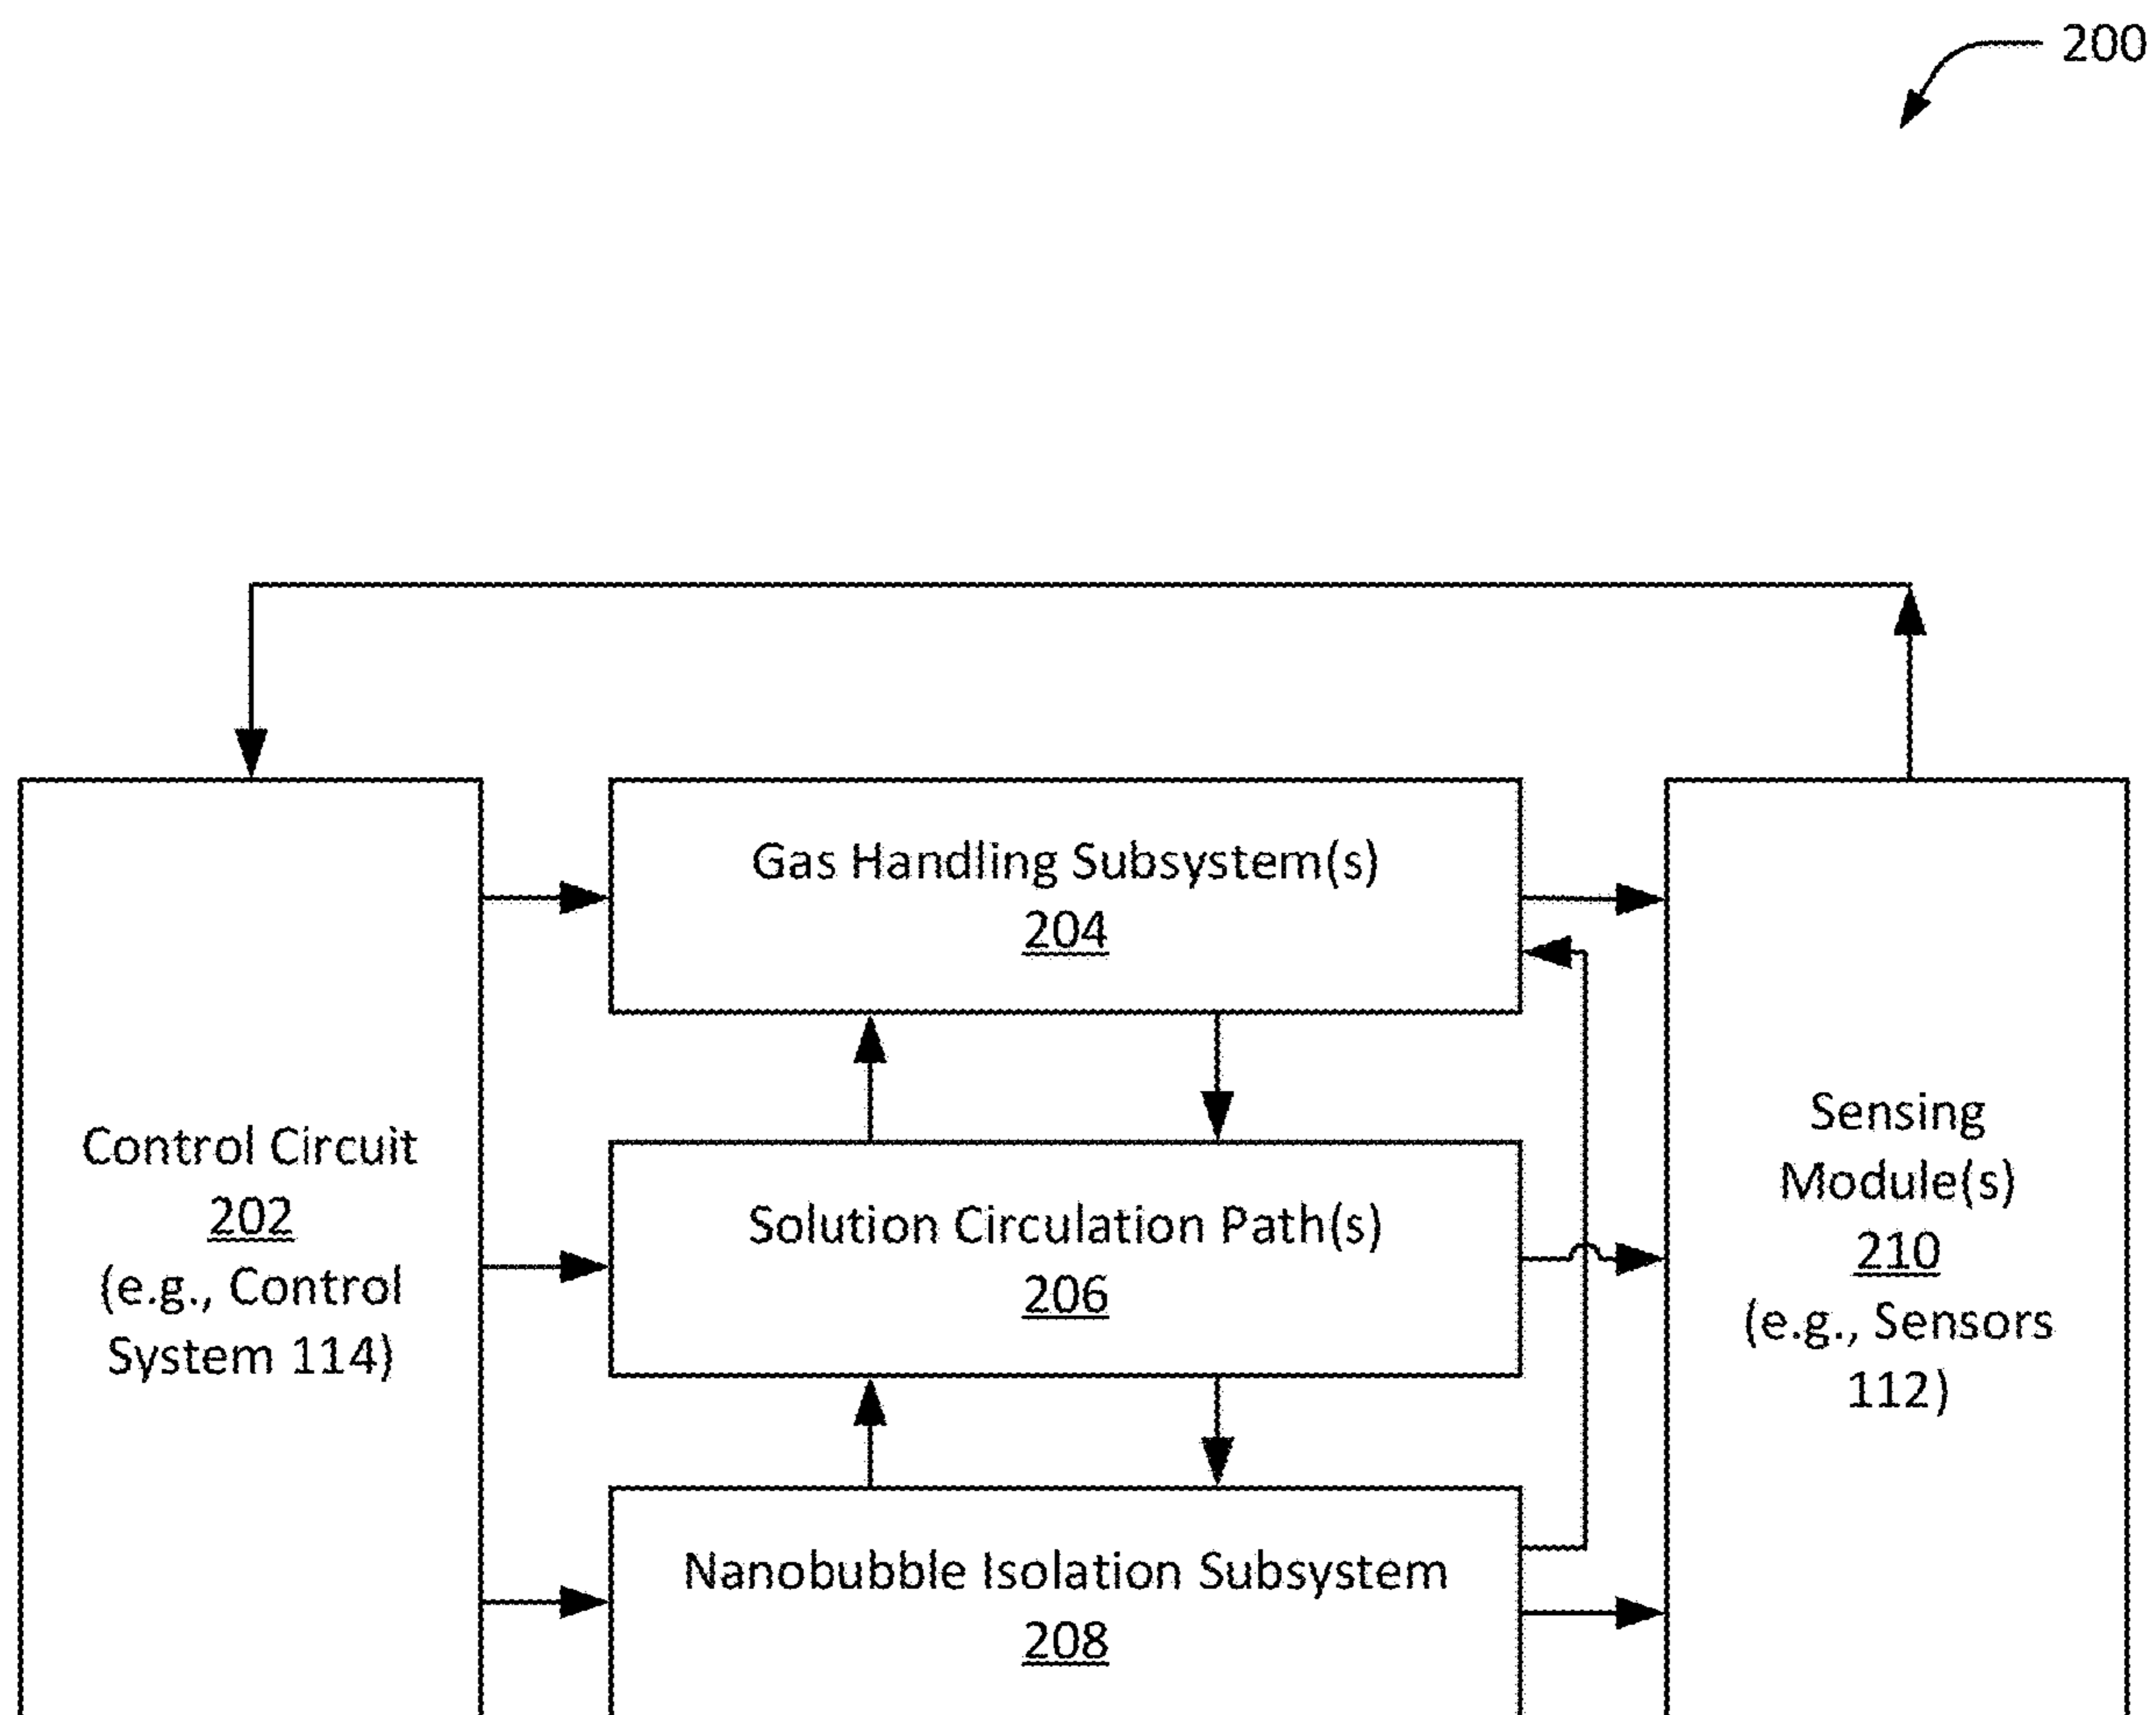 200
Gas Handling Subsystem(s)
204
Control Circuit
202
(e.g., Control
System 114)
Solution Circulation Path(s)
206
Nanobubble Isolation Subsystem
208
Sensing
Module(s)
210
(e.g., Sensors
112)